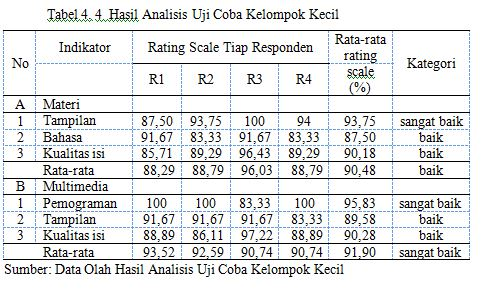 Tabel 4. 4 Hasil Analisis Uji Coba Kelompok Kecil
No Indikator Rating Scale Tiap Responden Rata-rata rating scale (%) Kategori
R1 R2 R3 R4
A Materi
1 Tampilan 87,50 93,75 100 94 93,75 sangat baik
2 Bahasa 91,67 83,33 91,67 83,33 87,50 baik
3 Kualitas isi 85,71 89,29 96,43 89,29 90,18 baik
Rata-rata 88,29 88,79 96,03 88,79 90,48 baik
B Multimedia
1 Pemograman 100 100 83,33 100 95,83 sangat baik
2 Tampilan 91,67 91,67 91,67 83,33 89,58 baik
3 Kualitas isi 88,89 86,11 97,22 88,89 90,28 baik
Rata-rata 93,52 92,59 90,74 90,74 91,90 sangat baik
Sumber: Data Olah Hasil Analisis Uji Coba Kelompok Kecil